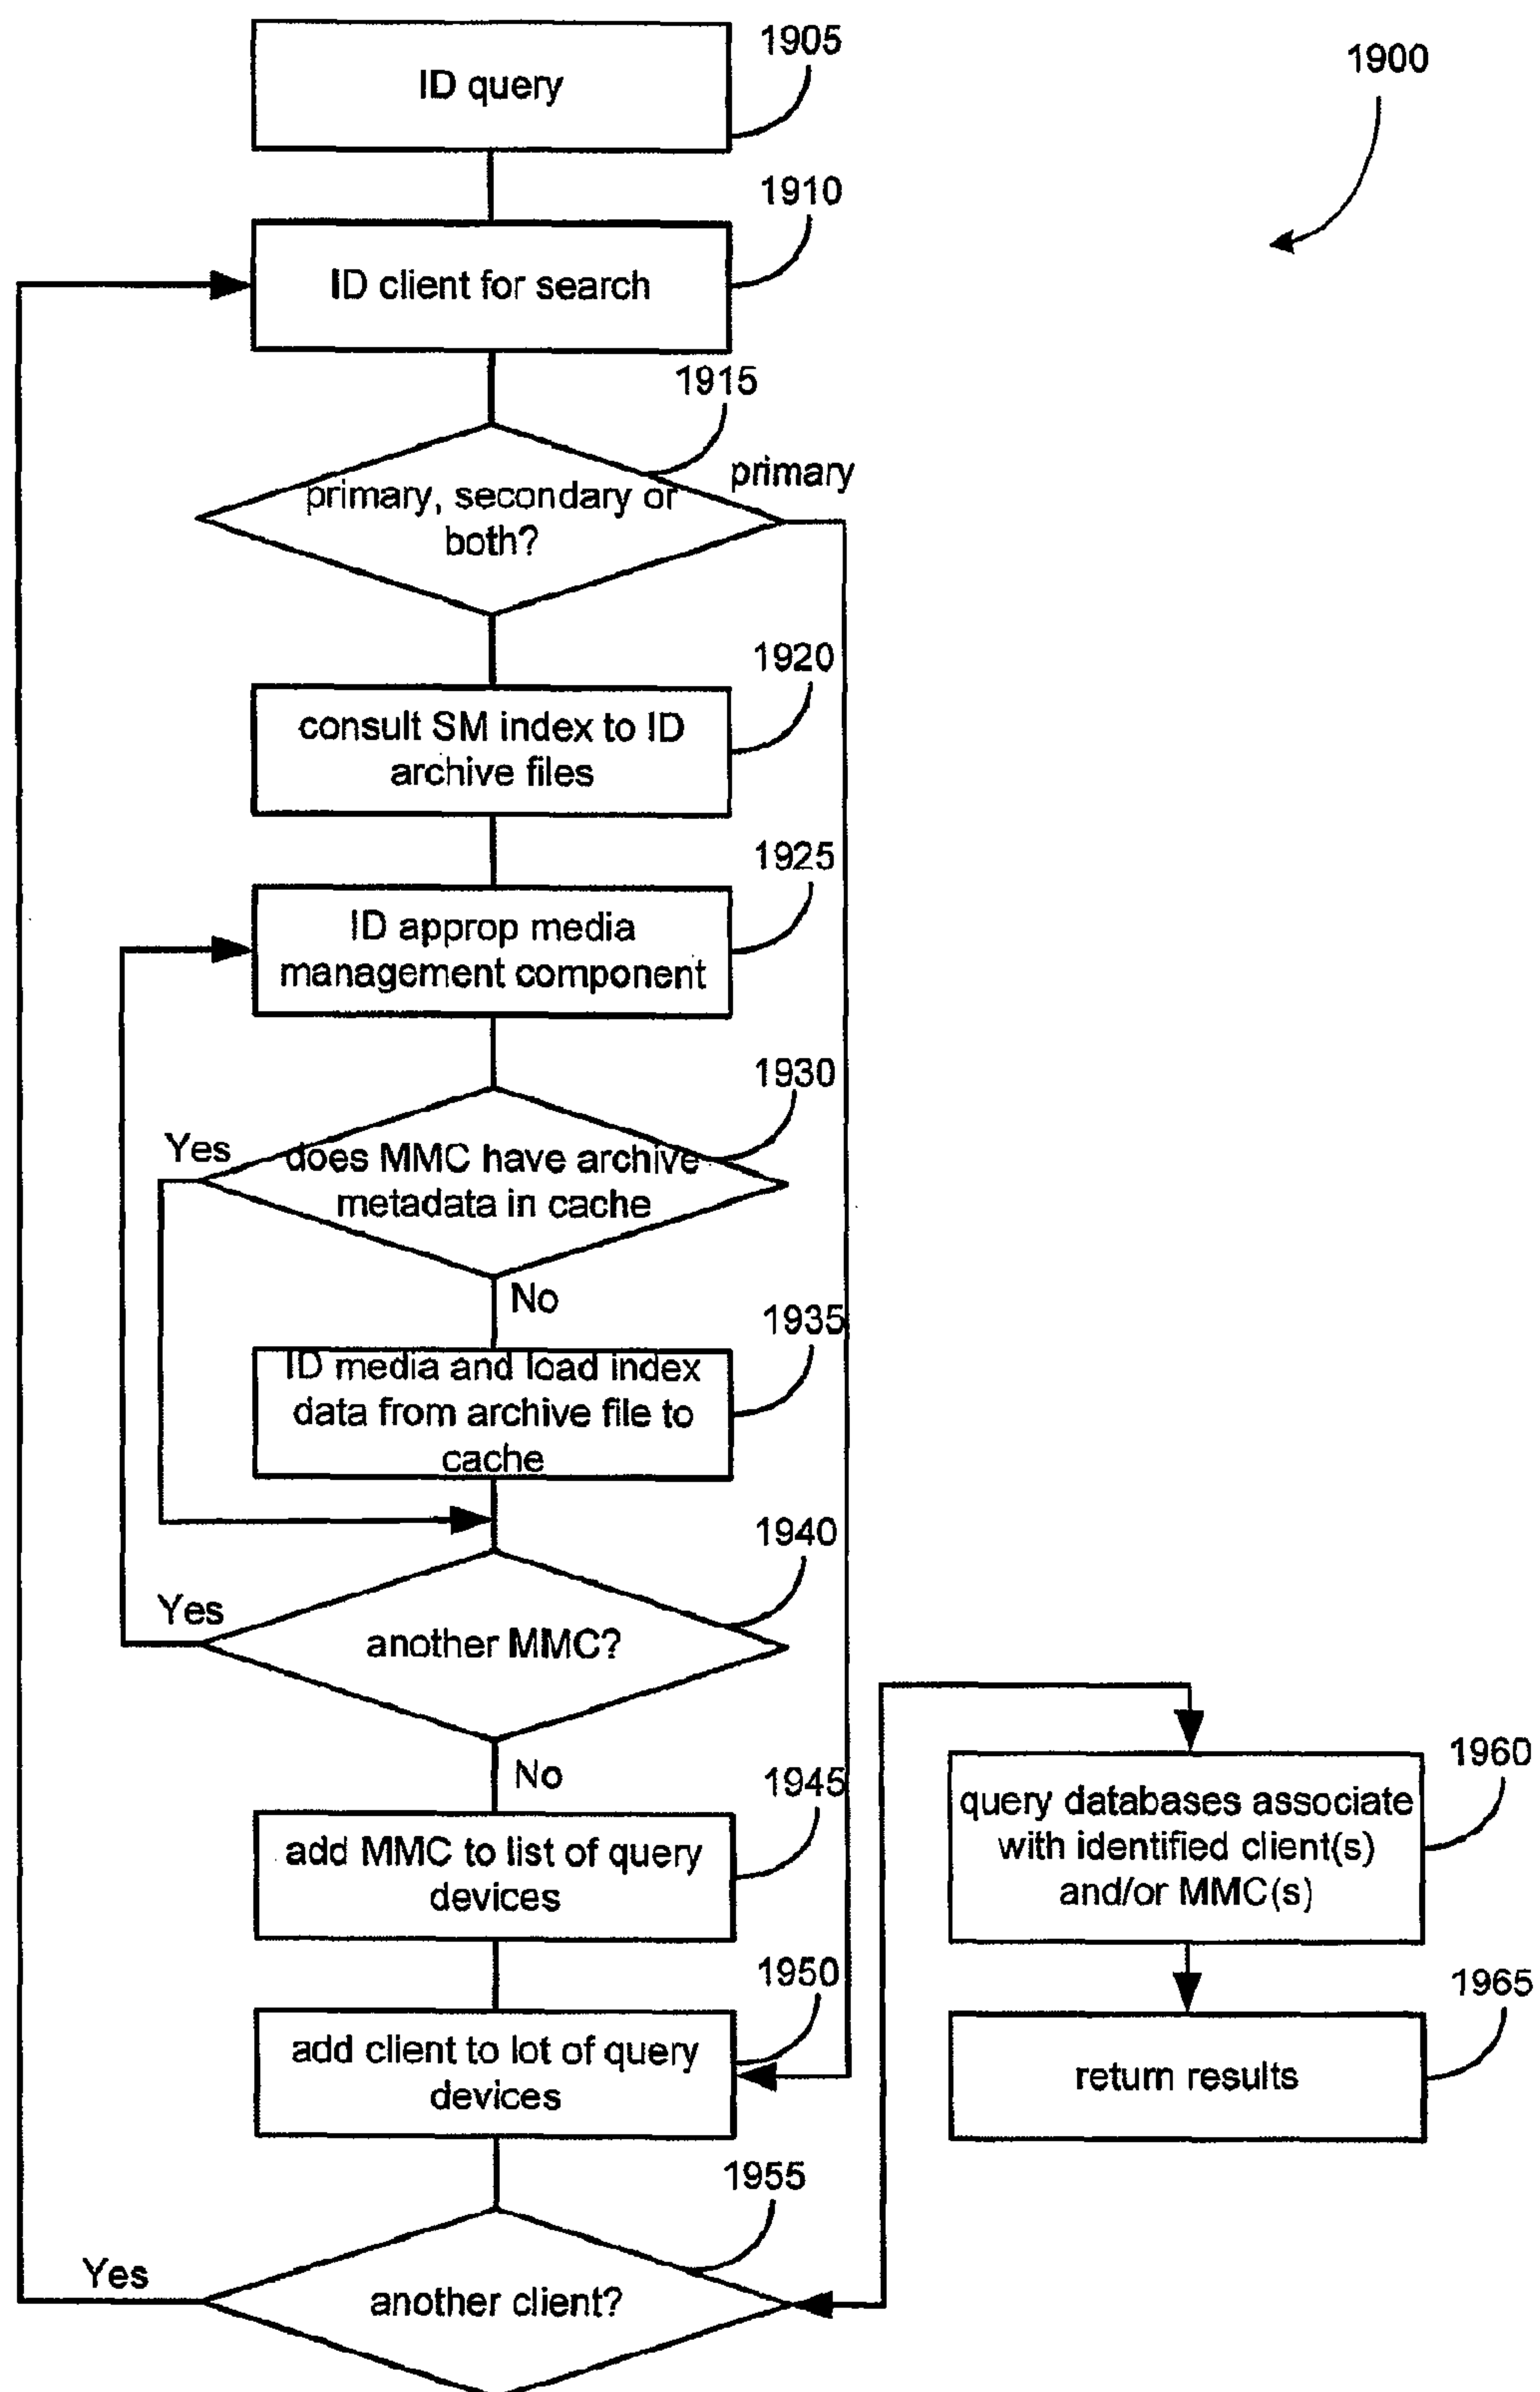 1905
ID query
1900
1910
ID client for search
1915
primary
primary, secondary or
both?
1920
consult SM index to ID
archive files
1925
ID approp media
management component
1930
Yes
does MMC have archive
metadata in cache
No
1935
ID media and load index
data from archive file to
cache
1940
Yes
another MMC?
No
1945
add MMC to list of query
devices
1950
add client to lot of query
devices
1955
Yes
another client?
1960
query databases associate
with identified client(s)
and/or MMC(s)
1965
return results